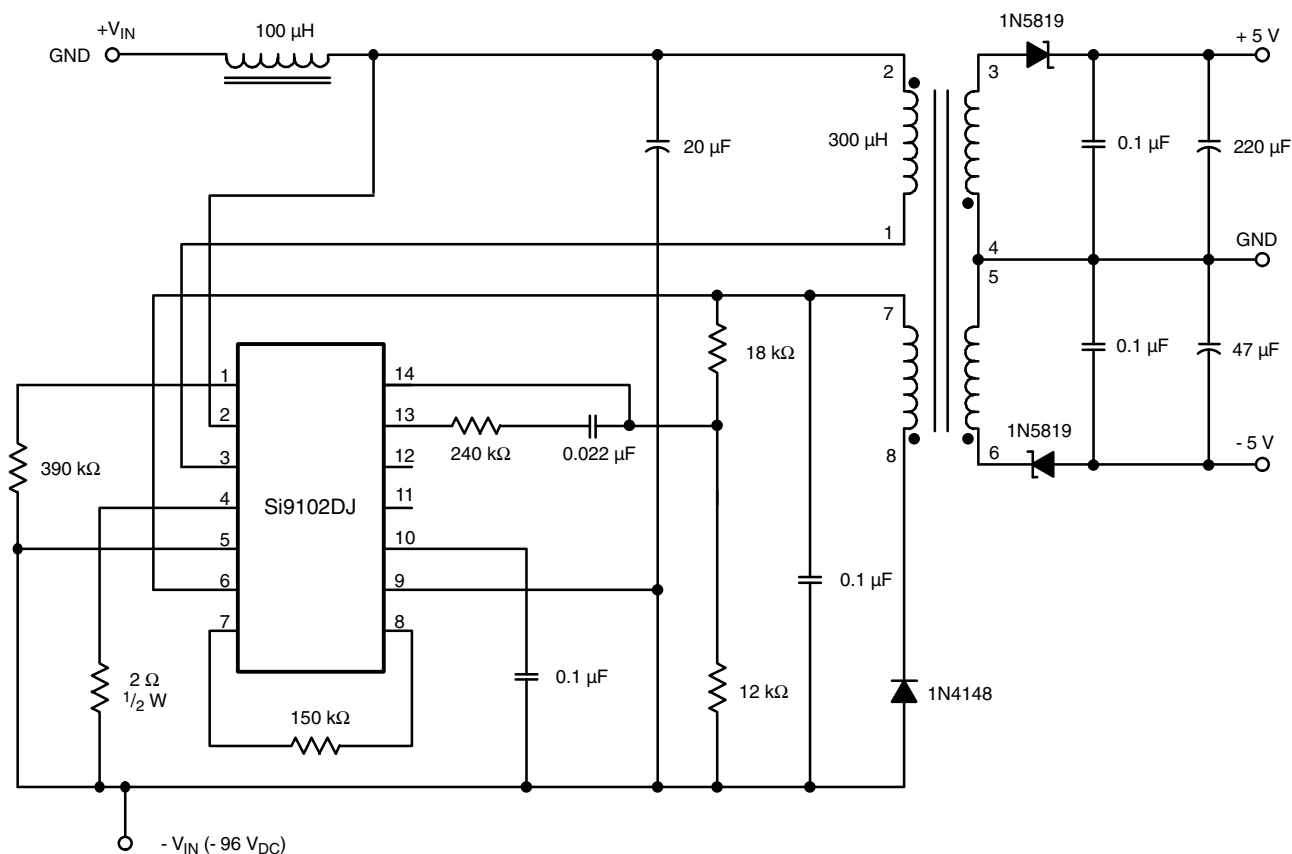 +VIN
GND
100 µH
1N5819
+ 5 V
2
3
300 µH
20 µF
0.1 µF
220 µF
1
4
GND
5
7
18 kΩ
0.1 µF
47 µF
1
14
2
13
240 kΩ
0.022 µF
1N5819
390 kΩ
3
12
8
6
- 5 V
4
Si9102DJ
11
5
10
6
9
0.1 µF
7
8
2 Ω
1/2 W
0.1 µF
12 kΩ
1N4148
150 kΩ
- VIN (- 96 VDC)